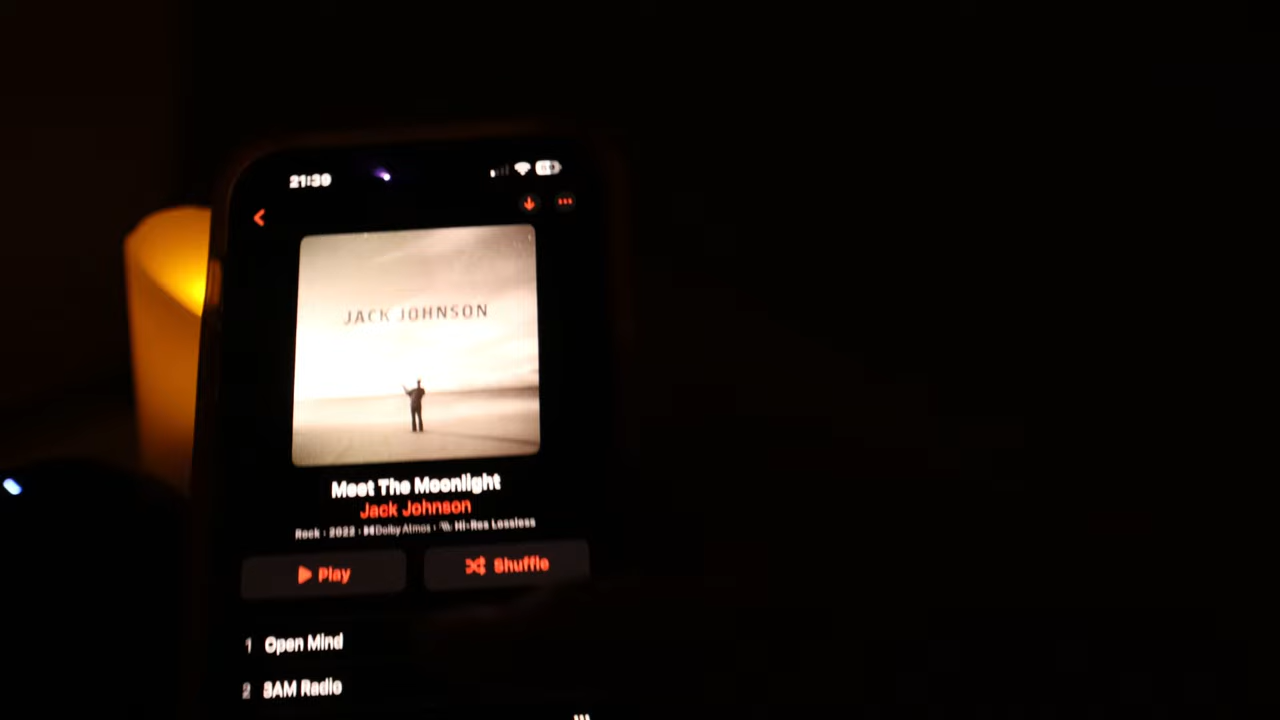 21:30
JACK JOHNSON
Meet The Moonlight
Jack Johnson
Rock · 2022 · Dolby Atmos · Hi-Res Lossless
Play
Shuffle
1 Open Mind
2 3AM Radio